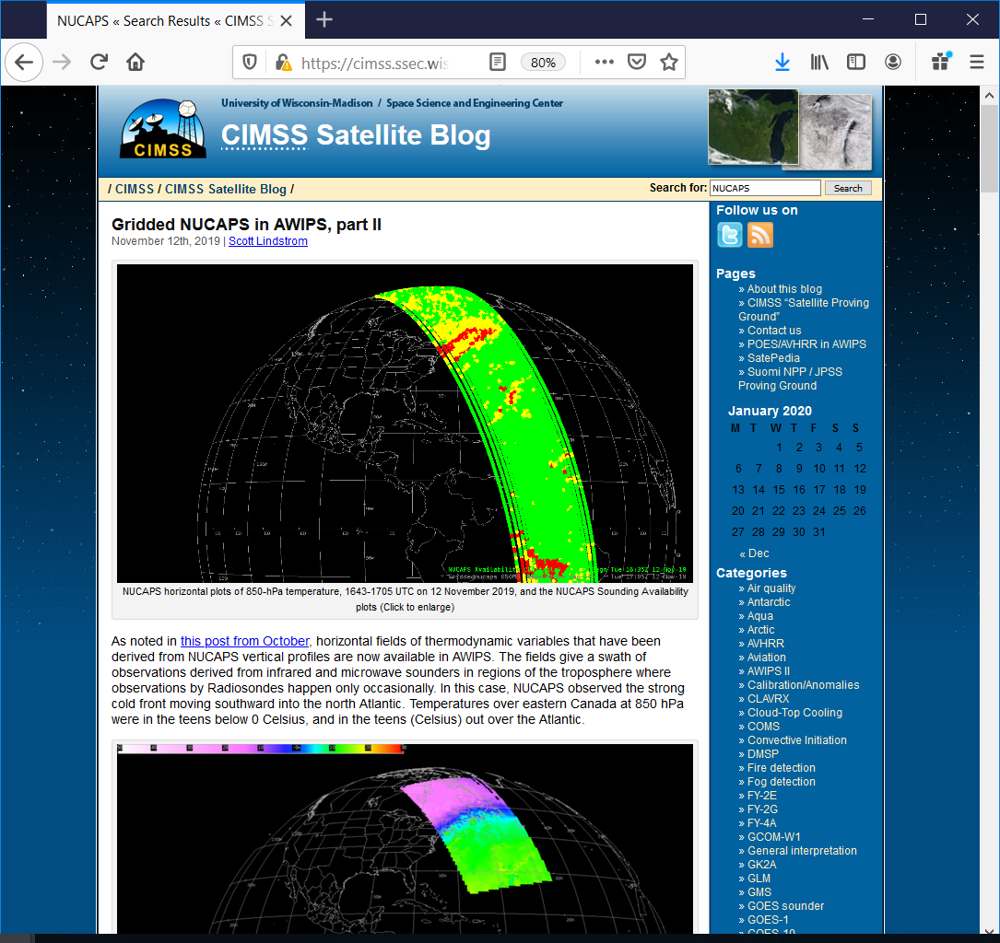 NUCAPS « Search Results « CIMSS S
https://cimss.ssec.wis
80%
University of Wisconsin-Madison / Space Science and Engineering Center
CIMSS Satellite Blog
CIMSS
/ CIMSS / CIMSS Satellite Blog /
Search for: NUCAPS Search
Gridded NUCAPS in AWIPS, part II
November 12th, 2019 | Scott Lindstrom
NUCAPS horizontal plots of 850-hPa temperature, 1643-1705 UTC on 12 November 2019, and the NUCAPS Sounding Availability
plots (Click to enlarge)
As noted in this post from October, horizontal fields of thermodynamic variables that have been
derived from NUCAPS vertical profiles are now available in AWIPS. The fields give a swath of
observations derived from infrared and microwave sounders in regions of the troposphere where
observations by Radiosondes happen only occasionally. In this case, NUCAPS observed the strong
cold front moving southward into the north Atlantic. Temperatures over eastern Canada at 850 hPa
were in the teens below 0 Celsius, and in the teens (Celsius) out over the Atlantic.
Follow us on
Pages
» About this blog
» CIMSS “Satellite Proving
Ground”
» Contact us
» POES/AVHRR in AWIPS
» SatePedia
» Suomi NPP / JPSS
Proving Ground
January 2020
M T W T F S S
1 2 3 4 5
6 7 8 9 10 11 12
13 14 15 16 17 18 19
20 21 22 23 24 25 26
27 28 29 30 31
« Dec
Categories
» Air quality
» Antarctic
» Aqua
» Arctic
» AVHRR
» Aviation
» AWIPS II
» Calibration/Anomalies
» CLAVRX
» Cloud-Top Cooling
» COMS
» Convective Initiation
» DMSP
» Fire detection
» Fog detection
» FY-2E
» FY-2G
» FY-4A
» GCOM-W1
» General interpretation
» GK2A
» GLM
» GMS
» GOES sounder
» GOES-1
» GOES-10